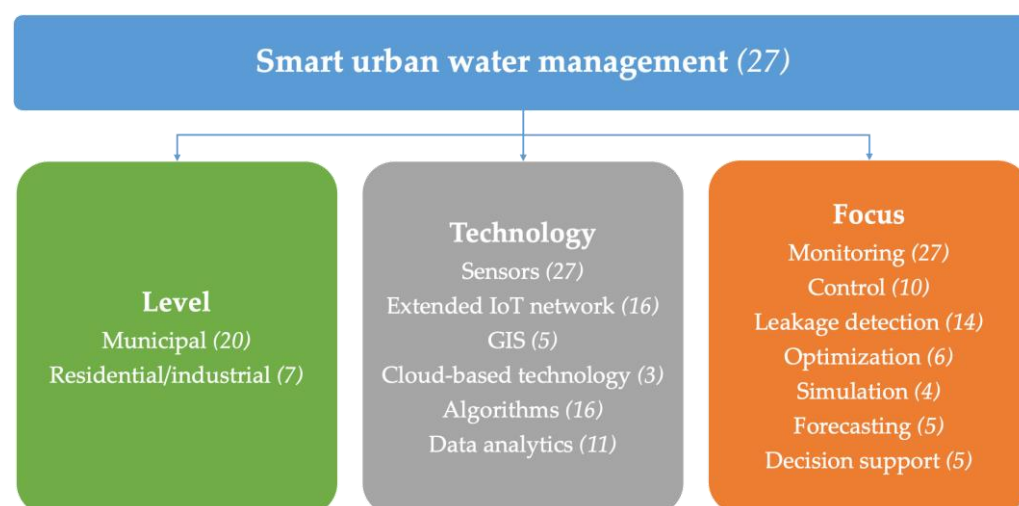 Smart urban water management (27)
Level
Municipal (20)
Residential/industrial (7)
Technology
Sensors (27)
Extended IoT network (16)
GIS (5)
Cloud-based technology (3)
Algorithms (16)
Data analytics (11)
Focus
Monitoring (27)
Control (10)
Leakage detection (14)
Optimization (6)
Simulation (4)
Forecasting (5)
Decision support (5)